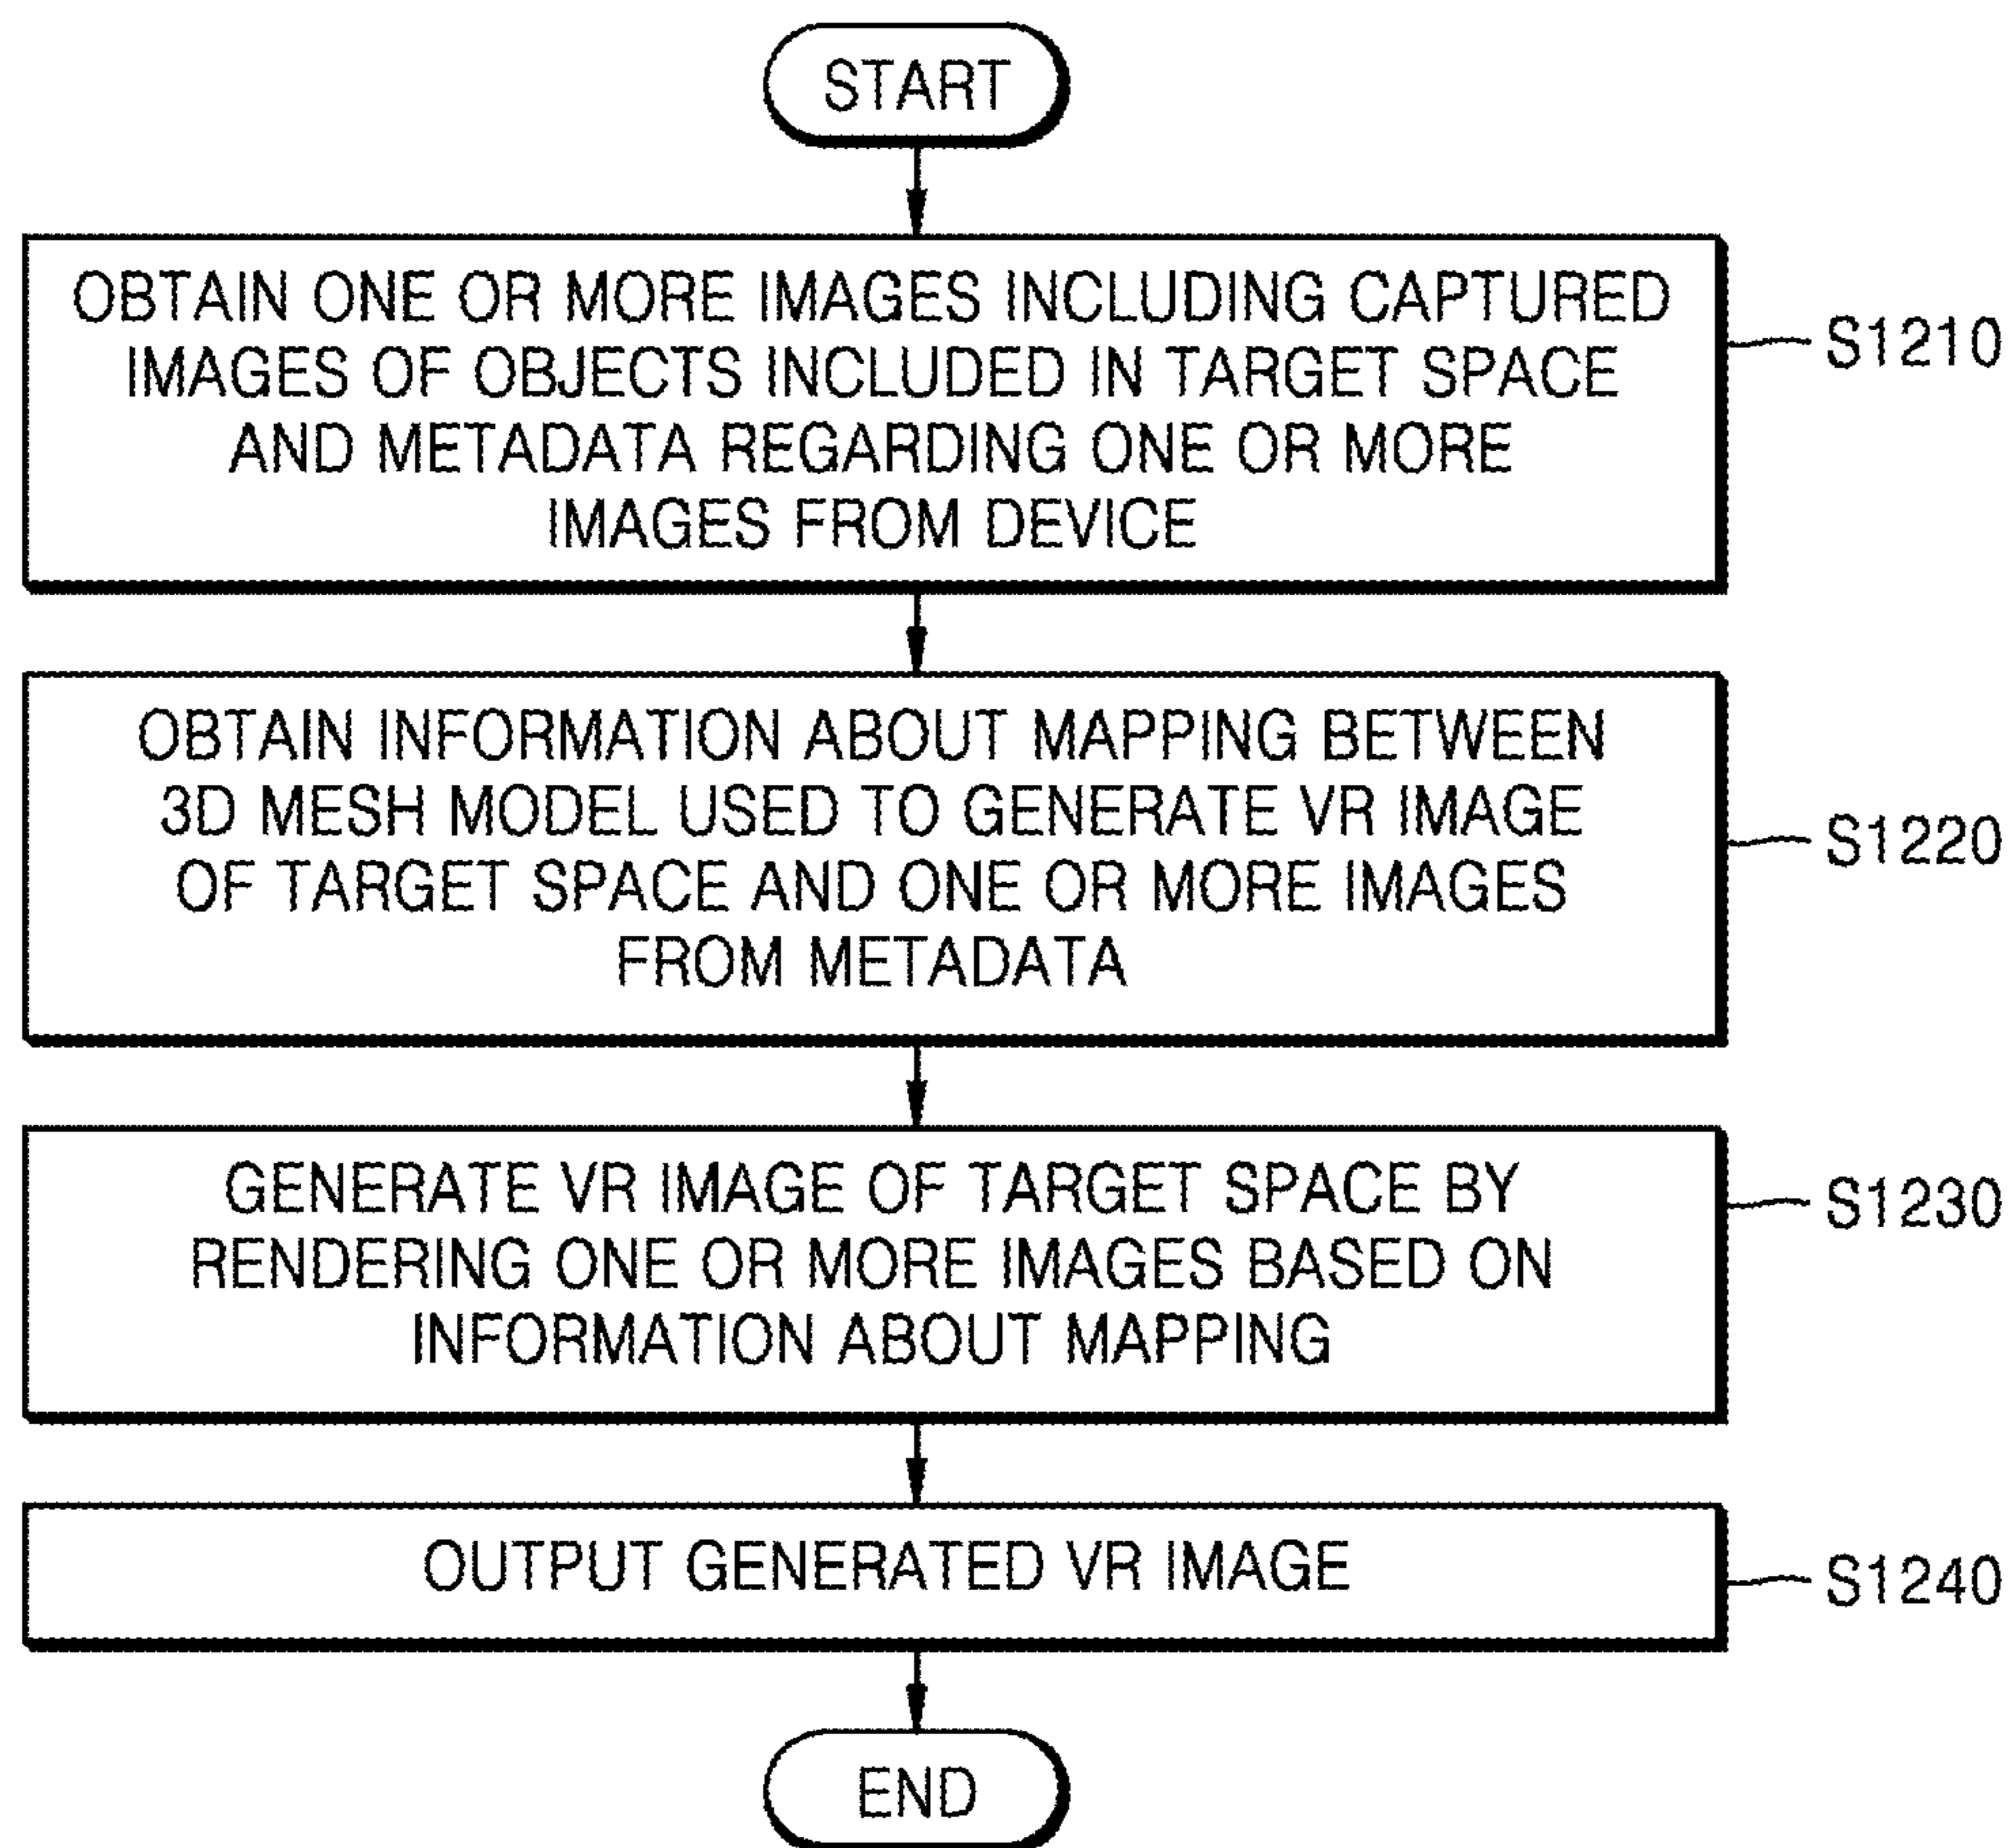 START
OBTAIN ONE OR MORE IMAGES INCLUDING CAPTURED
IMAGES OF OBJECTS INCLUDED IN TARGET SPACE
AND METADATA REGARDING ONE OR MORE
IMAGES FROM DEVICE
S1210
OBTAIN INFORMATION ABOUT MAPPING BETWEEN
3D MESH MODEL USED TO GENERATE VR IMAGE
OF TARGET SPACE AND ONE OR MORE IMAGES
FROM METADATA
S1220
GENERATE VR IMAGE OF TARGET SPACE BY
RENDERING ONE OR MORE IMAGES BASED ON
INFORMATION ABOUT MAPPING
S1230
OUTPUT GENERATED VR IMAGE
S1240
END